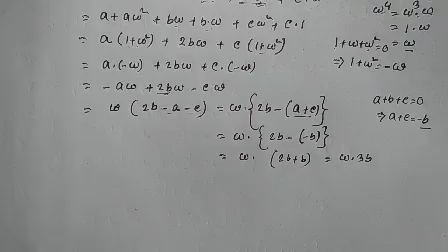 = a + aω² + bω + b.ω + cω² + c.1
= a (1+ω²) + 2bω + c (1+ω²)
= a.(-ω) + 2bω + c.(-ω)
= - aω + 2bω - cω
= ω (2b - a - c) = ω.{2b - (a+c)}
= ω.{2b - (-b)}
= ω. (2b+b) = ω.3b
ω⁴ = ω³.ω
= 1.ω
= ω
1+ω+ω²=0
⇒ 1+ω² = -ω
a+b+c=0
⇒ a+c = -b